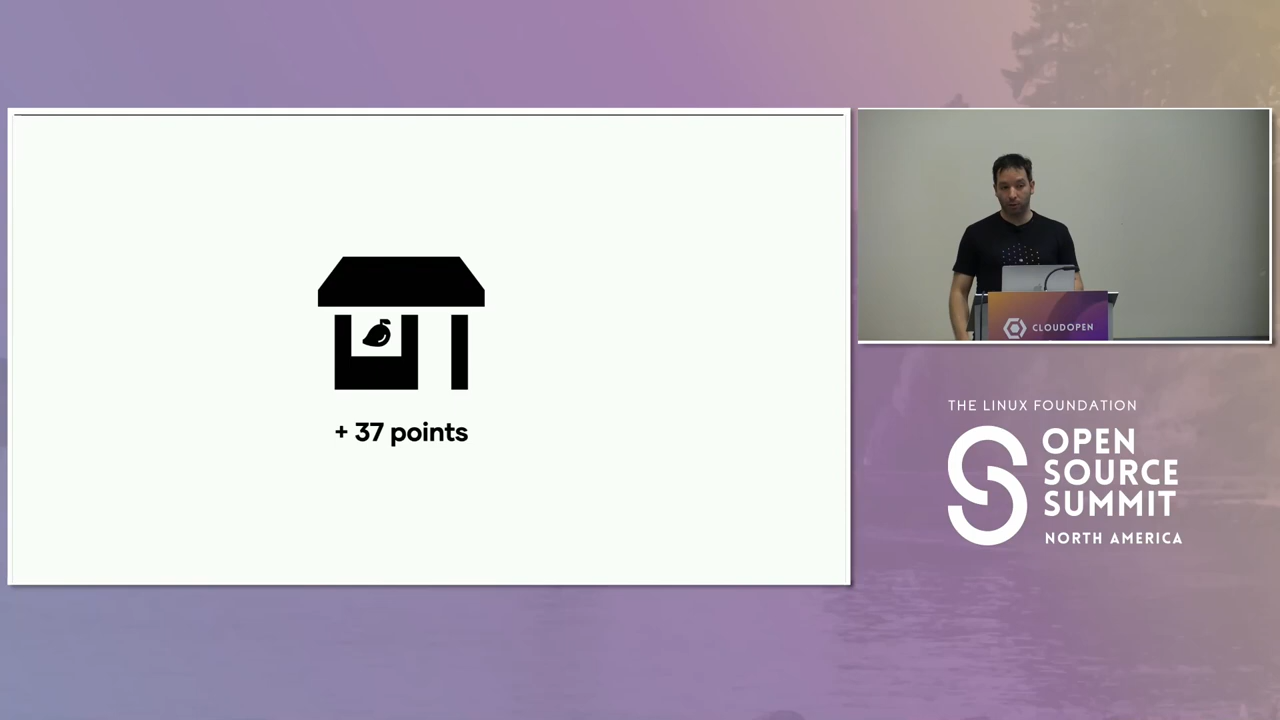 + 37 points
CLOUDOPEN
THE LINUX FOUNDATION
OPEN
SOURCE
SUMMIT
NORTH AMERICA